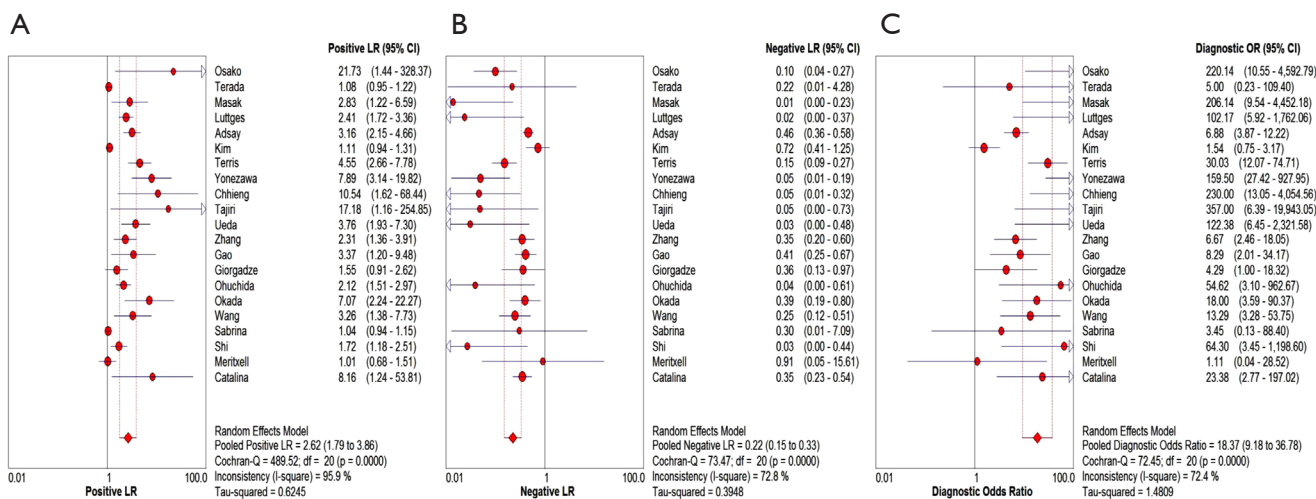 A
Positive LR (95% CI)
Osako 21.73 (1.44 - 328.37)
Terada 1.08 (0.95 - 1.22)
Masak 2.83 (1.22 - 6.59)
Luttges 2.41 (1.72 - 3.36)
Adsay 3.16 (2.15 - 4.66)
Kim 1.11 (0.94 - 1.31)
Terris 4.55 (2.66 - 7.78)
Yonezawa 7.89 (3.14 - 19.82)
Chhieng 10.54 (1.62 - 68.44)
Tajiri 17.18 (1.16 - 254.85)
Ueda 3.76 (1.93 - 7.30)
Zhang 2.31 (1.36 - 3.91)
Gao 3.37 (1.20 - 9.48)
Giorgadze 1.55 (0.91 - 2.62)
Ohuchida 2.12 (1.51 - 2.97)
Okada 7.07 (2.24 - 22.27)
Wang 3.26 (1.38 - 7.73)
Sabrina 1.04 (0.94 - 1.15)
Shi 1.72 (1.18 - 2.51)
Meritxell 1.01 (0.68 - 1.51)
Catalina 8.16 (1.24 - 53.81)
Random Effects Model
Pooled Positive LR = 2.62 (1.79 to 3.86)
Cochran-Q = 489.52; df = 20 (p = 0.0000)
Inconsistency (I-square) = 95.9 %
Tau-squared = 0.6245
0.01 1 100.0
Positive LR
B
Negative LR (95% CI)
Osako 0.10 (0.04 - 0.27)
Terada 0.22 (0.01 - 4.28)
Masak 0.01 (0.00 - 0.23)
Luttges 0.02 (0.00 - 0.37)
Adsay 0.46 (0.36 - 0.58)
Kim 0.72 (0.41 - 1.25)
Terris 0.15 (0.09 - 0.27)
Yonezawa 0.05 (0.01 - 0.19)
Chhieng 0.05 (0.01 - 0.32)
Tajiri 0.05 (0.00 - 0.73)
Ueda 0.03 (0.00 - 0.48)
Zhang 0.35 (0.20 - 0.60)
Gao 0.41 (0.25 - 0.67)
Giorgadze 0.36 (0.13 - 0.97)
Ohuchida 0.04 (0.00 - 0.61)
Okada 0.39 (0.19 - 0.80)
Wang 0.25 (0.12 - 0.51)
Sabrina 0.30 (0.01 - 7.09)
Shi 0.03 (0.00 - 0.44)
Meritxell 0.91 (0.05 - 15.61)
Catalina 0.35 (0.23 - 0.54)
Random Effects Model
Pooled Negative LR = 0.22 (0.15 to 0.33)
Cochran-Q = 73.47; df = 20 (p = 0.0000)
Inconsistency (I-square) = 72.8 %
Tau-squared = 0.3948
0.01 1 100.0
Negative LR
C
Diagnostic OR (95% CI)
Osako 220.14 (10.55 - 4,592.79)
Terada 5.00 (0.23 - 109.40)
Masak 206.14 (9.54 - 4,452.18)
Luttges 102.17 (5.92 - 1,762.06)
Adsay 6.88 (3.87 - 12.22)
Kim 1.54 (0.75 - 3.17)
Terris 30.03 (12.07 - 74.71)
Yonezawa 159.50 (27.42 - 927.95)
Chhieng 230.00 (13.05 - 4,054.56)
Tajiri 357.00 (6.39 - 19,943.05)
Ueda 122.38 (6.45 - 2,321.58)
Zhang 6.67 (2.46 - 18.05)
Gao 8.29 (2.01 - 34.17)
Giorgadze 4.29 (1.00 - 18.32)
Ohuchida 54.62 (3.10 - 962.67)
Okada 18.00 (3.59 - 90.37)
Wang 13.29 (3.28 - 53.75)
Sabrina 3.45 (0.13 - 88.40)
Shi 64.30 (3.45 - 1,198.60)
Meritxell 1.11 (0.04 - 28.52)
Catalina 23.38 (2.77 - 197.02)
Random Effects Model
Pooled Diagnostic Odds Ratio = 18.37 (9.18 to 36.78)
Cochran-Q = 72.45; df = 20 (p = 0.0000)
Inconsistency (I-square) = 72.4 %
Tau-squared = 1.4809
0.01 1 100.0
Diagnostic Odds Ratio